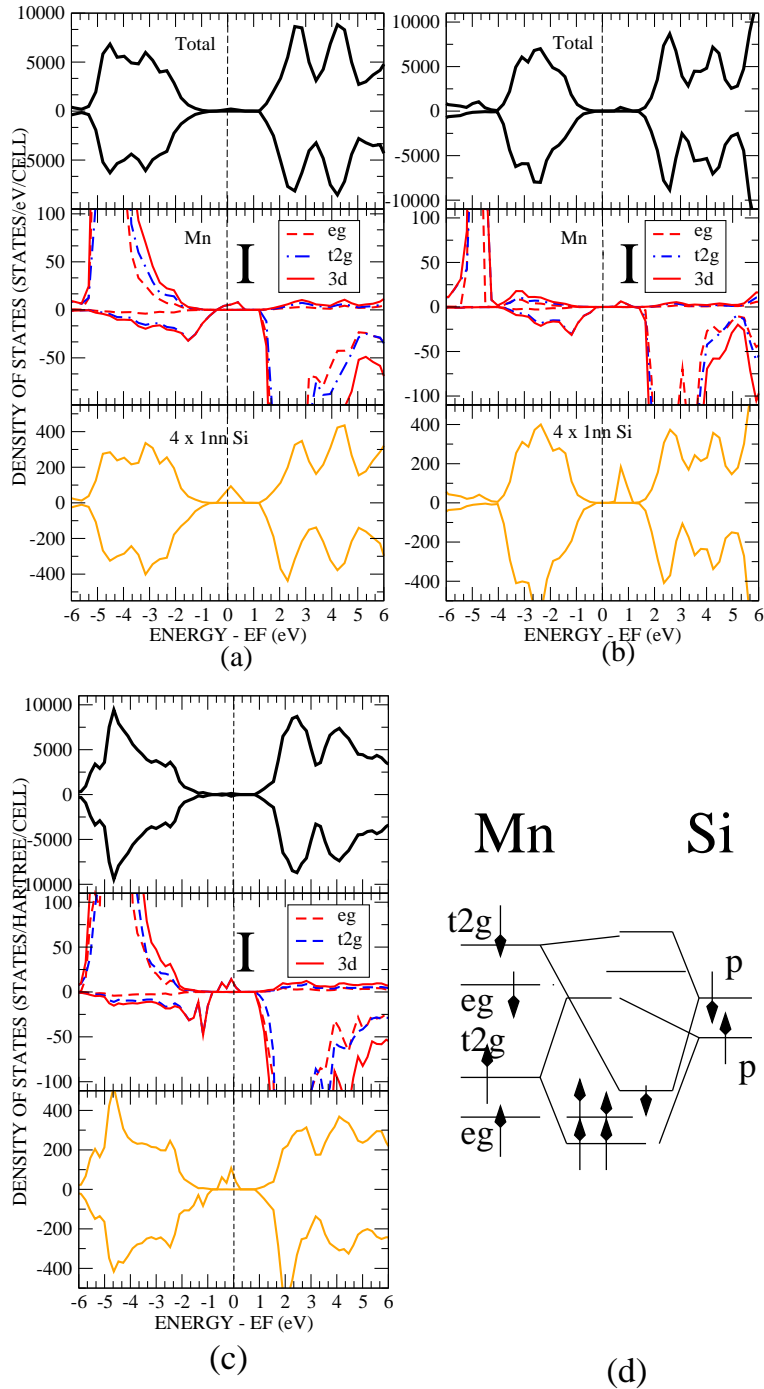 10000
5000
0
5000
Total
100
50
0
-50
Mn
I
eg
t2g
3d
400
200
0
-200
-400
4 x 1nn Si
-6 -5 -4 -3 -2 -1 0 1 2 3 4 5 6
ENERGY - EF (eV)
DENSITY OF STATES (STATES/eV/CELL)
(a)
10000
5000
0
-5000
-10000
Total
100
50
0
-50
-100
Mn
I
eg
t2g
3d
400
200
0
-200
-400
4 x 1nn Si
-6 -5 -4 -3 -2 -1 0 1 2 3 4 5 6
ENERGY - EF (eV)
(b)
10000
5000
0
5000
10000
100
50
0
-50
-100
I
eg
t2g
3d
400
200
0
-200
-400
-6 -5 -4 -3 -2 -1 0 1 2 3 4 5 6
ENERGY - EF (eV)
DENSITY OF STATES (STATES/HARTREE/CELL)
(c)
Mn Si
t2g
eg
t2g
eg
p
p
(d)